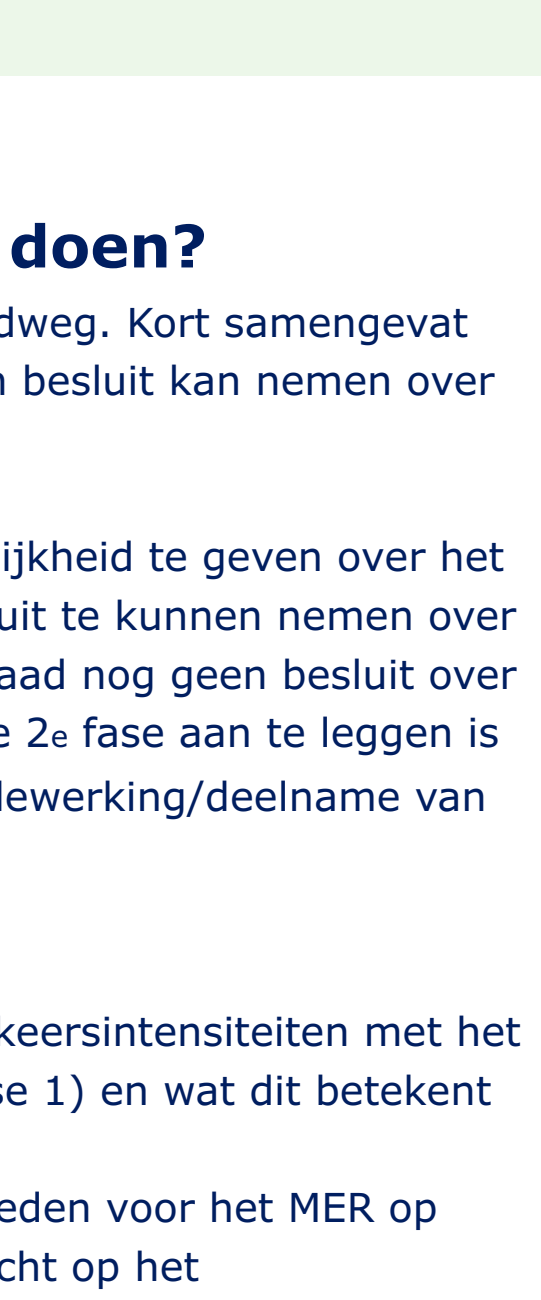 doen?
dweg. Kort samengevat
besluit kan nemen over
ijkheid te geven over het
uit te kunnen nemen over
aad nog geen besluit over
e 2e fase aan te leggen is
ewerking/deelname van
keersintensiteiten met het
se 1) en wat dit betekent
eden voor het MER op
cht op het